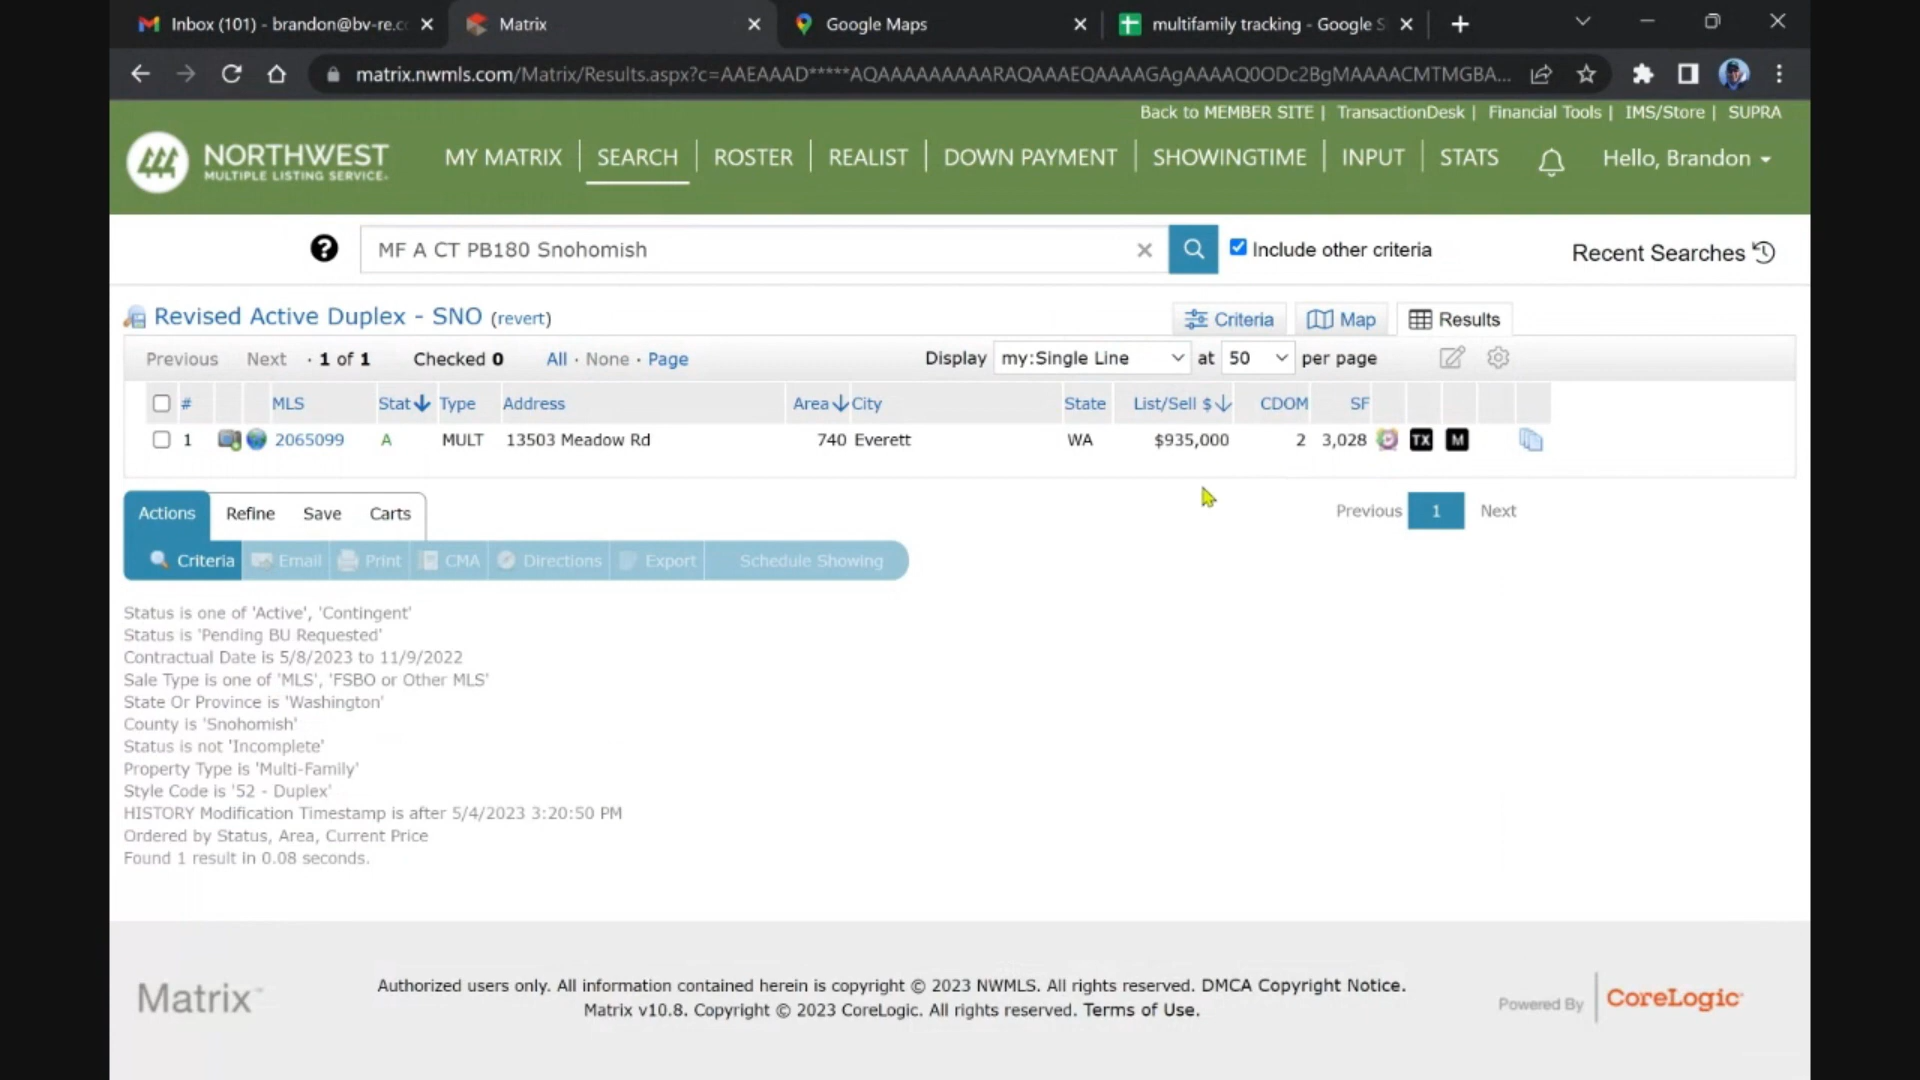 Inbox (101) - brandon@bv-re.c
Matrix
Google Maps
multifamily tracking - Google S
matrix.nwmls.com/Matrix/Results.aspx?c=AAEAAAD*****AQAAAAAAAAARAQAAAEQAAAAGAgAAAAQ0ODc2BgMAAAACMTMGBA...
Back to MEMBER SITE | TransactionDesk | Financial Tools | IMS/Store | SUPRA
NORTHWEST
MULTIPLE LISTING SERVICE
MY MATRIX SEARCH ROSTER REALIST DOWN PAYMENT SHOWINGTIME INPUT STATS Hello, Brandon
? MF A CT PB180 Snohomish Include other criteria Recent Searches
Revised Active Duplex - SNO (revert) Criteria Map Results
Previous Next · 1 of 1 Checked 0 All · None · Page Display my:Single Line at 50 per page
# MLS Stat Type Address Area City State List/Sell $ CDOM SF
1 2065099 A MULT 13503 Meadow Rd 740 Everett WA $935,000 2 3,028 TX M
Actions Refine Save Carts Previous 1 Next
Criteria Email Print CMA Directions Export Schedule Showing
Status is one of 'Active', 'Contingent'
Status is 'Pending BU Requested'
Contractual Date is 5/8/2023 to 11/9/2022
Sale Type is one of 'MLS', 'FSBO or Other MLS'
State Or Province is 'Washington'
County is 'Snohomish'
Status is not 'Incomplete'
Property Type is 'Multi-Family'
Style Code is '52 - Duplex'
HISTORY Modification Timestamp is after 5/4/2023 3:20:50 PM
Ordered by Status, Area, Current Price
Found 1 result in 0.08 seconds.
Matrix
Authorized users only. All information contained herein is copyright © 2023 NWMLS. All rights reserved. DMCA Copyright Notice.
Matrix v10.8. Copyright © 2023 CoreLogic. All rights reserved. Terms of Use.
Powered By CoreLogic